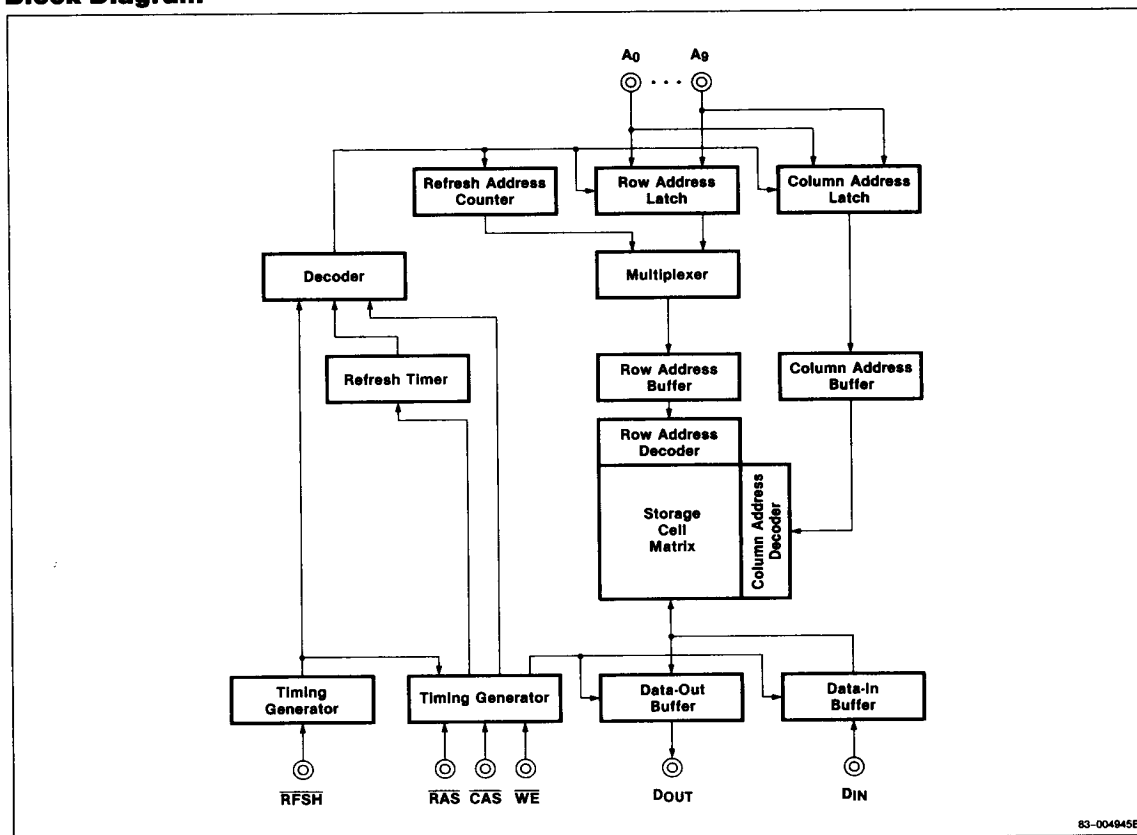 Block Diagram
A0 · · · A9
Refresh Address
Counter
Row Address
Latch
Column Address
Latch
Decoder
Multiplexer
Refresh Timer
Row Address
Buffer
Column Address
Buffer
Row Address
Decoder
Storage
Cell
Matrix
Column Address
Decoder
Timing
Generator
Timing Generator
Data-Out
Buffer
Data-In
Buffer
RFSH
RAS CAS WE
DOUT
DIN
83-004945B